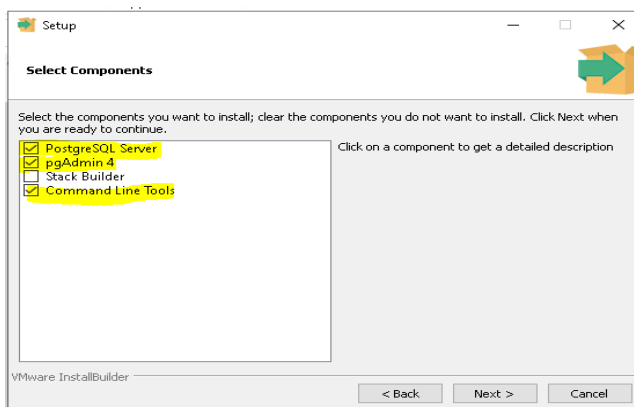 Setup
Select Components
Select the components you want to install; clear the components you do not want to install. Click Next when
you are ready to continue.
PostgreSQL Server
pgAdmin 4
Stack Builder
Command Line Tools
Click on a component to get a detailed description
VMware InstallBuilder
< Back
Next >
Cancel